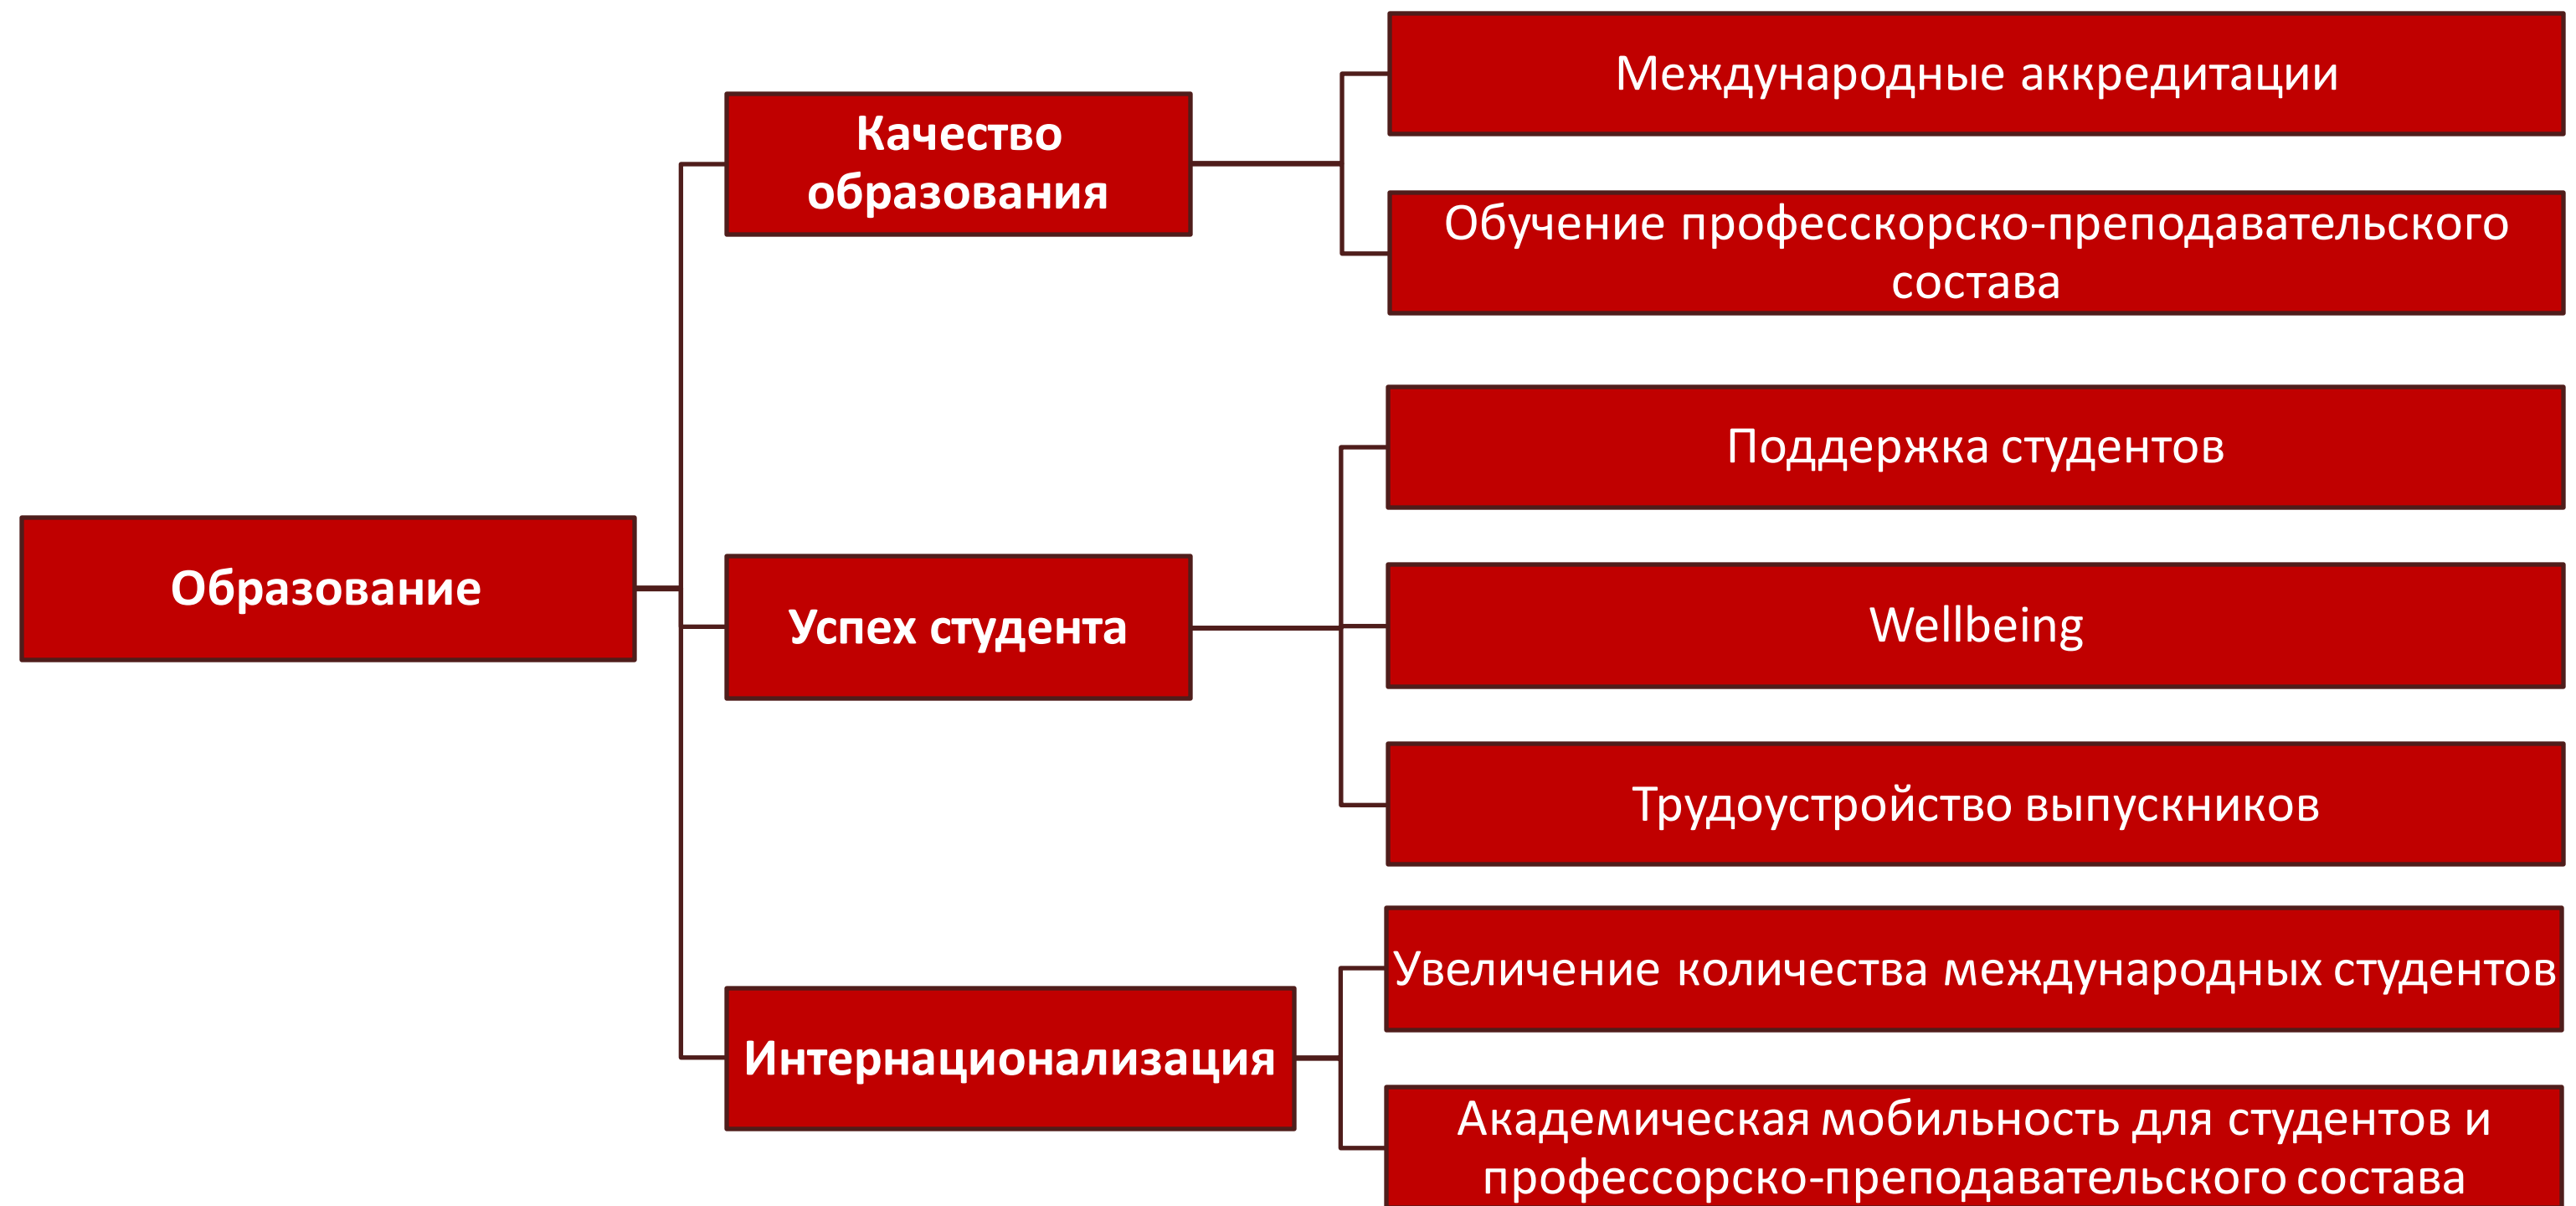 Образование
Качество
образования
Международные аккредитации
Обучение професскорско-преподавательского
состава
Успех студента
Поддержка студентов
Wellbeing
Трудоустройство выпускников
Интернационализация
Увеличение количества международных студентов
Академическая мобильность для студентов и
профессорско-преподавательского состава